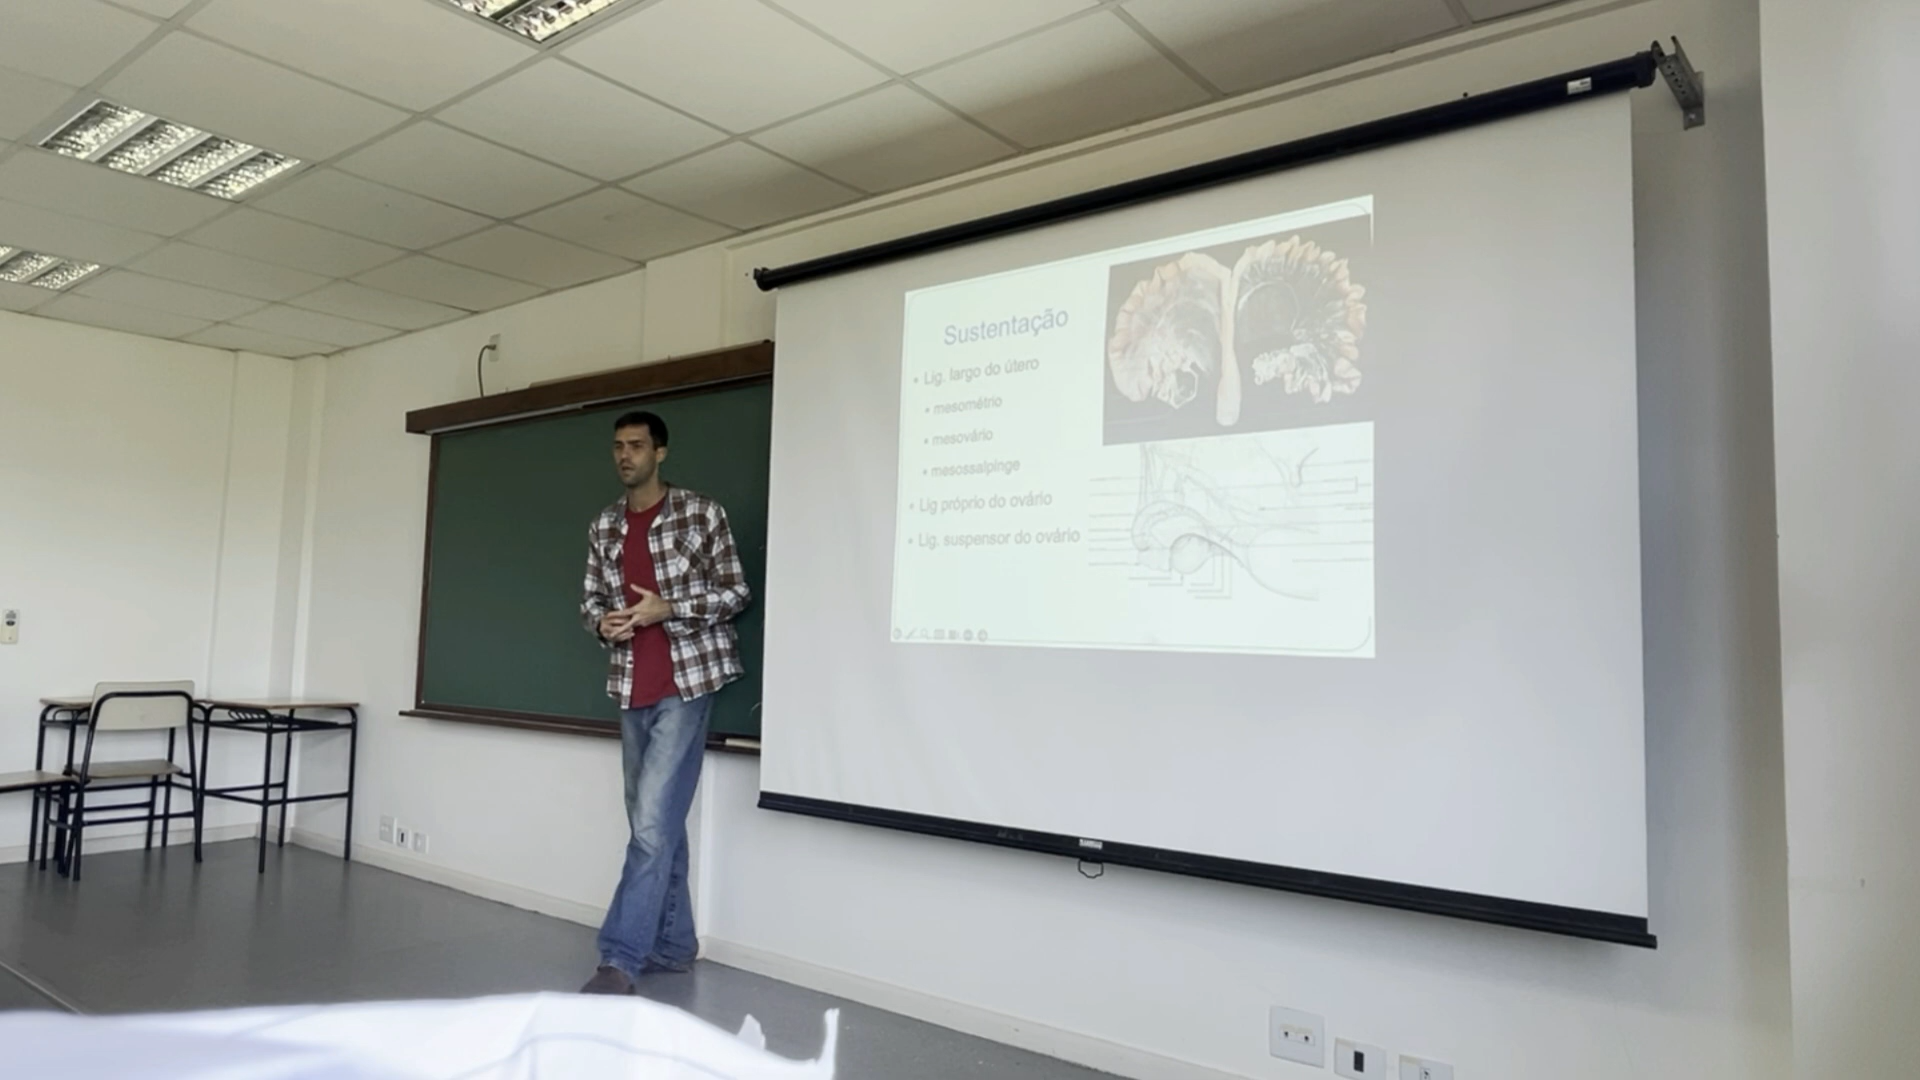 Sustentação
• Lig. largo do útero
• mesométrio
• mesovário
• mesossalpinge
• Lig próprio do ovário
• Lig. suspensor do ovário